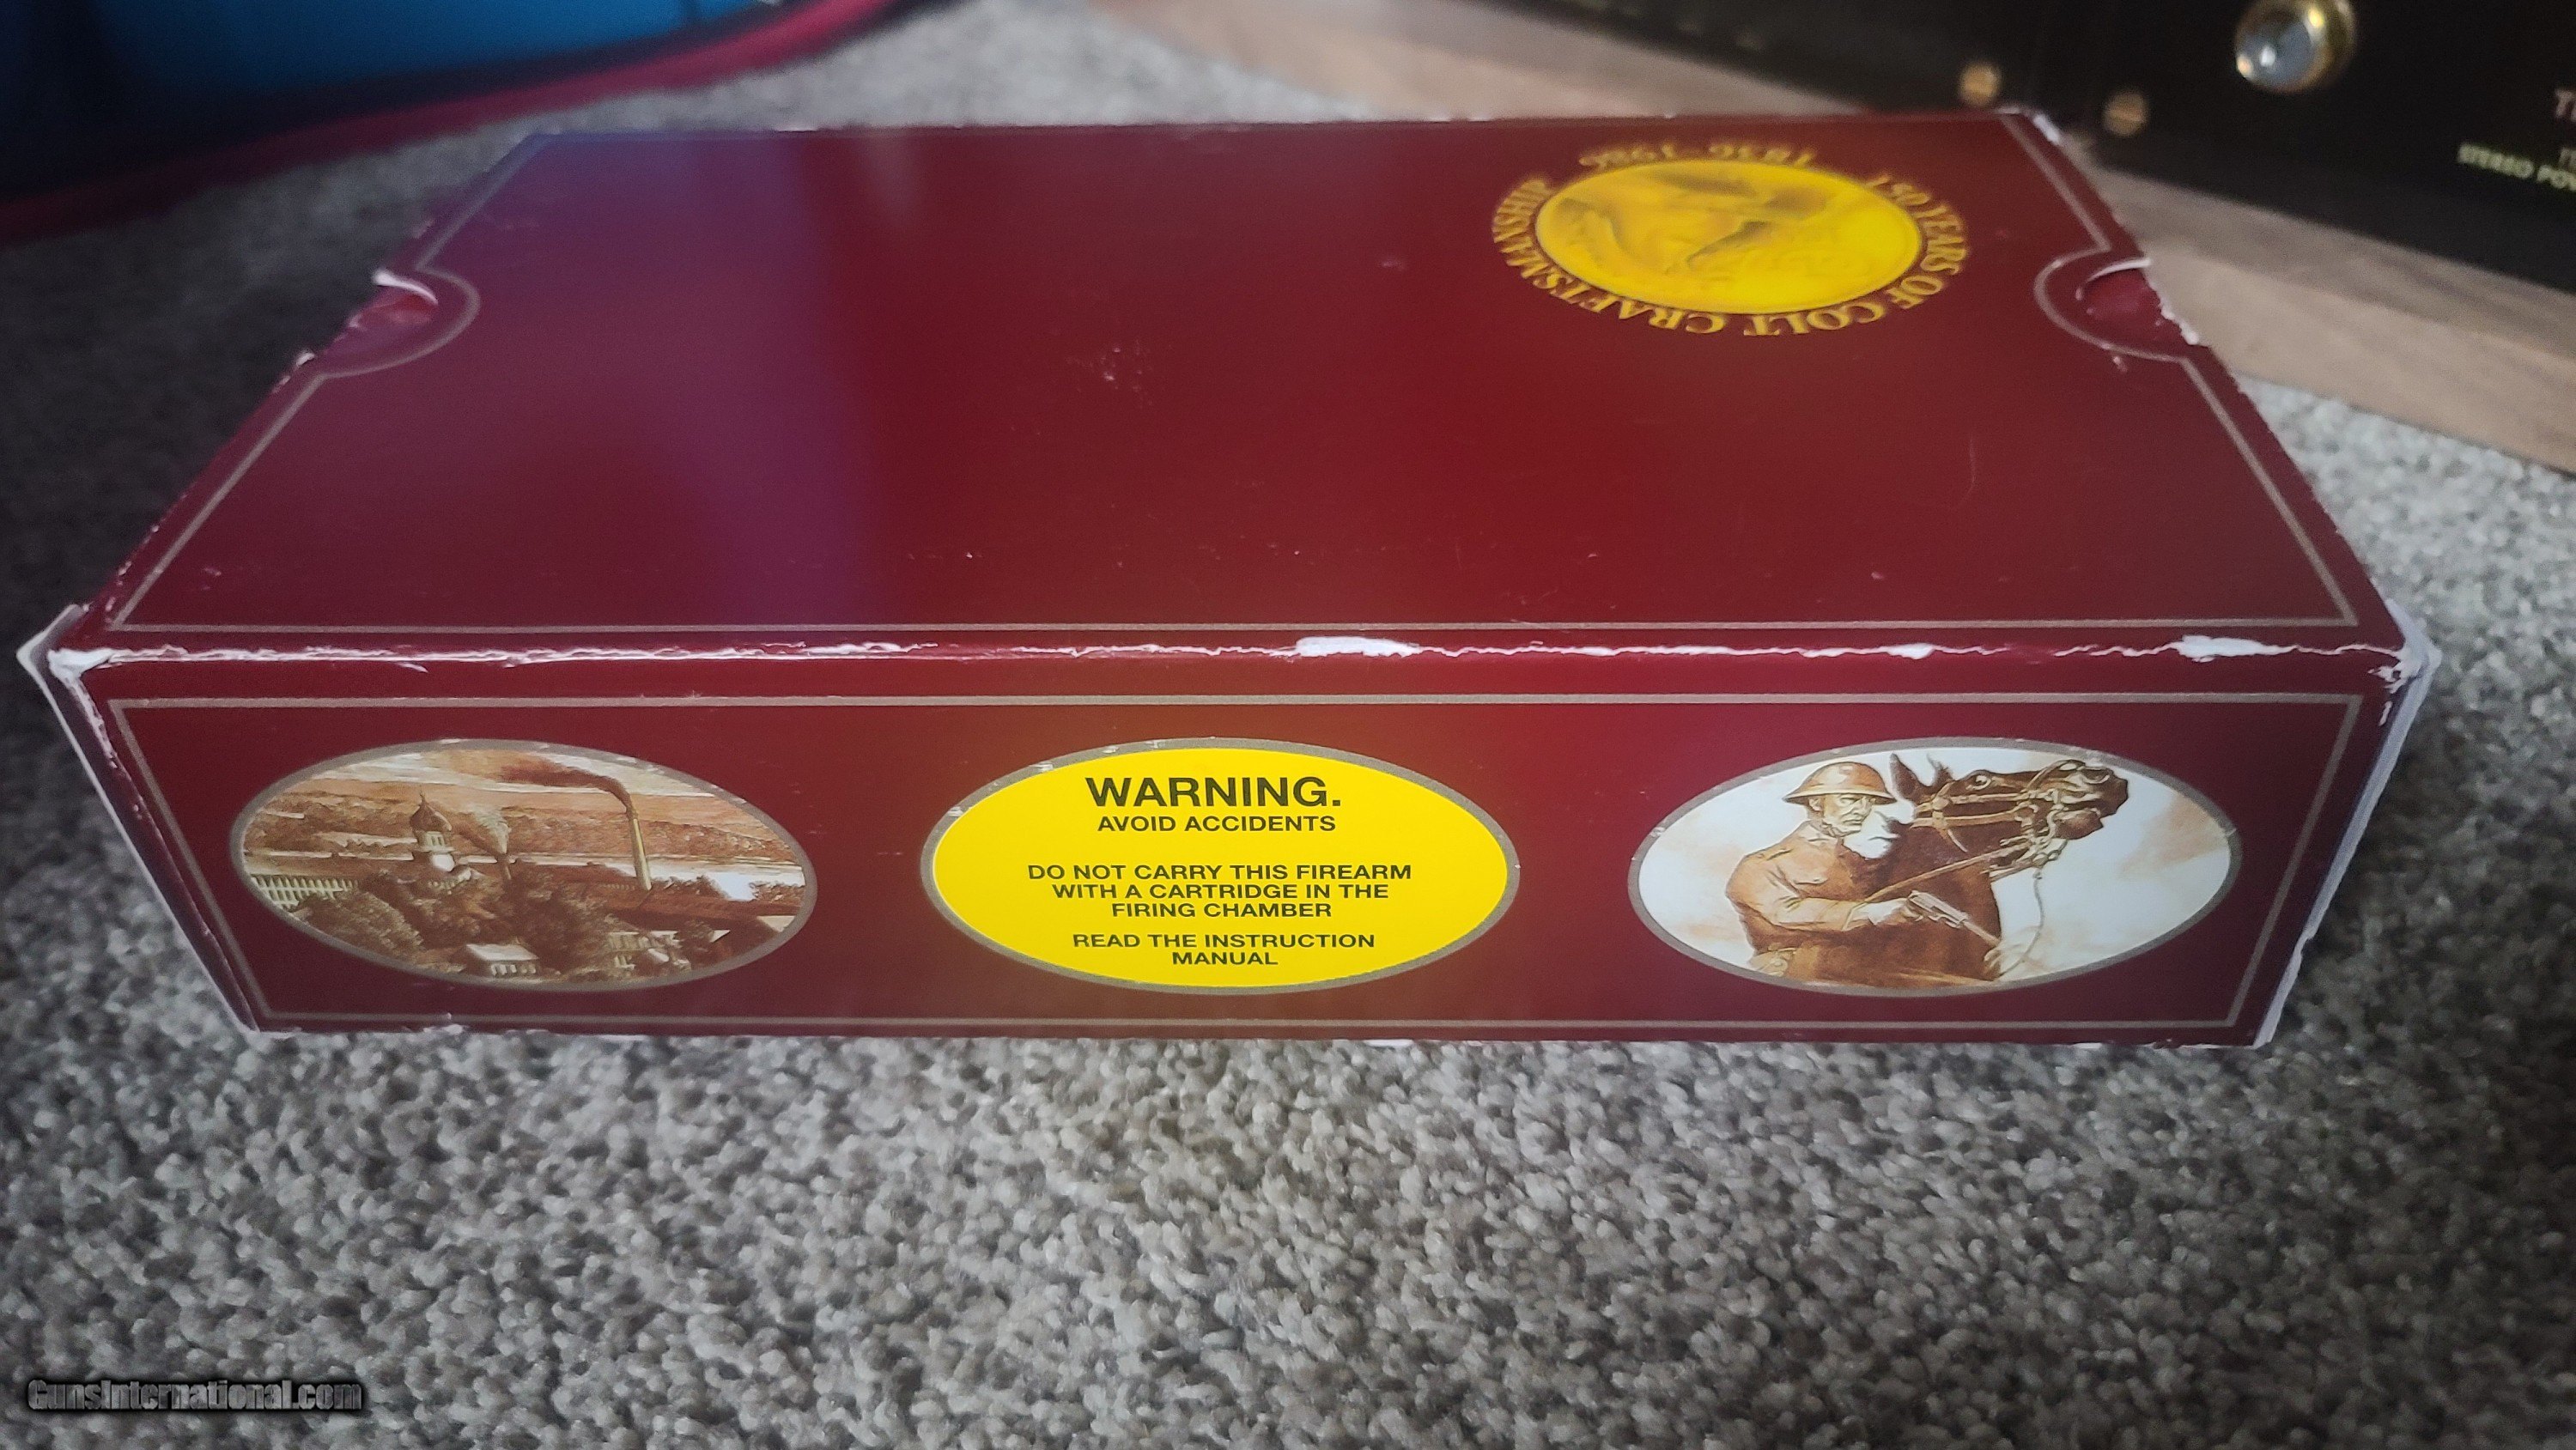 1836-1986
150 YEARS OF COLT CRAFTSMANSHIP
STEREO
WARNING.
AVOID ACCIDENTS
DO NOT CARRY THIS FIREARM
WITH A CARTRIDGE IN THE
FIRING CHAMBER
READ THE INSTRUCTION
MANUAL
GunsInternational.com